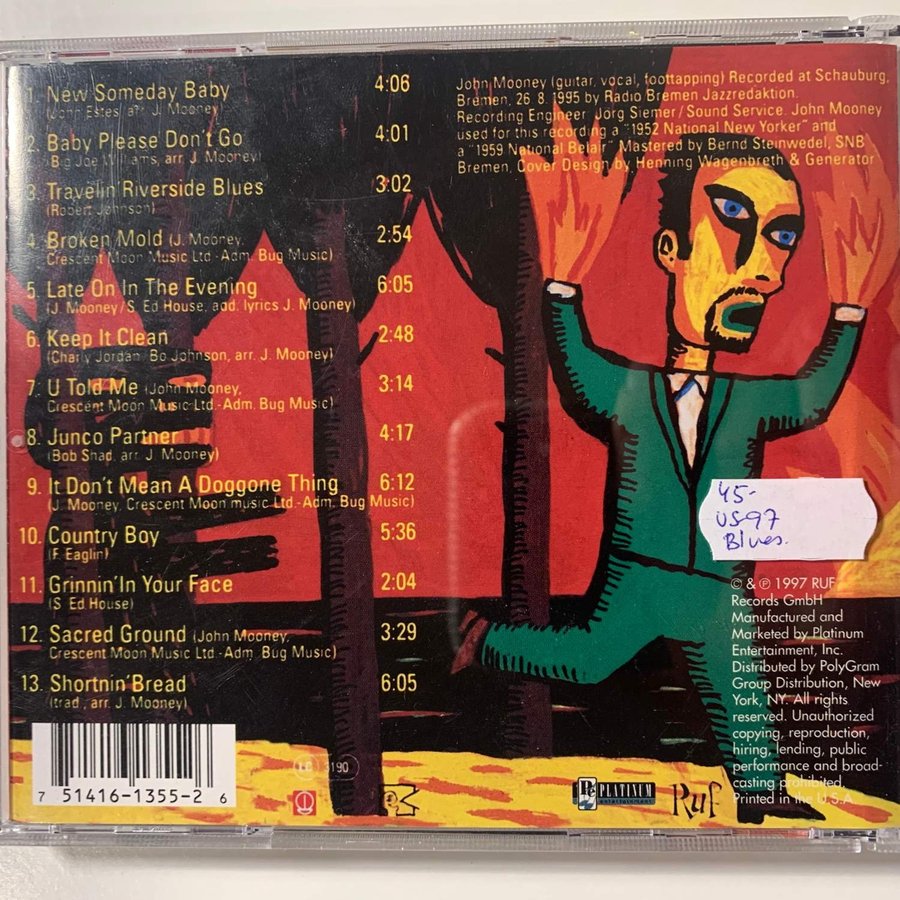 1. New Someday Baby 4:06
(John Estes, arr. J. Mooney)
2. Baby Please Don't Go 4:01
(Big Joe Williams, arr. J. Mooney)
3. Travelin' Riverside Blues 3:02
(Robert Johnson)
4. Broken Mold (J. Mooney, 2:54
Crescent Moon Music Ltd.-Adm. Bug Music)
5. Late On In The Evening 6:05
(J. Mooney/S. Ed House, add. lyrics J. Mooney)
6. Keep It Clean 2:48
(Charly Jordan/Bo Johnson, arr. J. Mooney)
7. U Told Me (John Mooney, 3:14
Crescent Moon Music Ltd.-Adm. Bug Music)
8. Junco Partner 4:17
(Bob Shad, arr. J. Mooney)
9. It Don't Mean A Doggone Thing 6:12
(J. Mooney, Crescent Moon music Ltd.-Adm. Bug Music)
10. Country Boy 5:36
(F. Eaglin)
11. Grinnin' In Your Face 2:04
(S. Ed House)
12. Sacred Ground (John Mooney, 3:29
Crescent Moon Music Ltd.-Adm. Bug Music)
13. Shortnin' Bread 6:05
(trad., arr. J. Mooney)
John Mooney (guitar, vocal, foottapping) Recorded at Schauburg,
Bremen, 26.8.1995 by Radio Bremen Jazzredaktion.
Recording Engineer Jörg Siemer/Sound Service. John Mooney
used for this recording a "1952 National New Yorker" and
a "1959 National Belair" Mastered by Bernd Steinwedel, SNB
Bremen. Cover Design by Henning Wagenbreth & Generator
45-
US-97
Blues.
© & ℗ 1997 RUF
Records GmbH
Manufactured and
Marketed by Platinum
Entertainment, Inc.
Distributed by PolyGram
Group Distribution, New
York, NY. All rights
reserved. Unauthorized
copying, reproduction,
hiring, lending, public
performance and broad-
casting prohibited.
Printed in the U.S.A
7 51416-1355-2 6
LC 5190
PLATINUM
entertainment
Ruf